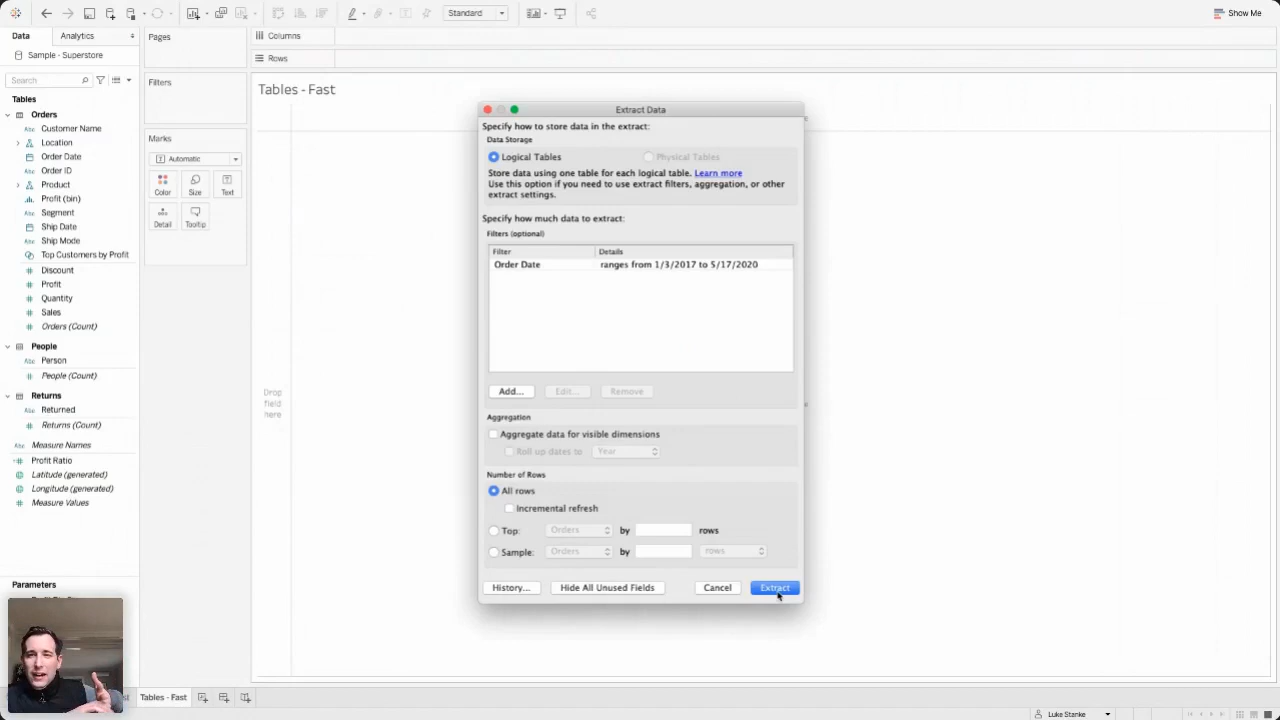 Standard
Show Me
Data
Analytics
Pages
Columns
Rows
Sample - Superstore
Search
Filters
Tables - Fast
Tables
Orders
Customer Name
Location
Order Date
Order ID
Product
Profit (bin)
Segment
Ship Date
Ship Mode
Top Customers by Profit
Discount
Profit
Quantity
Sales
Orders (Count)
People
Person
People (Count)
Returns
Returned
Returns (Count)
Measure Names
Profit Ratio
Latitude (generated)
Longitude (generated)
Measure Values
Parameters
Marks
Automatic
Color
Size
Text
Detail
Tooltip
Drop
field
here
Extract Data
Specify how to store data in the extract:
Data Storage
Logical Tables
Physical Tables
Store data using one table for each logical table. Learn more
Use this option if you need to use extract filters, aggregation, or other
extract settings.
Specify how much data to extract:
Filters (optional)
Filter Details
Order Date ranges from 1/3/2017 to 5/17/2020
Add... Edit... Remove
Aggregation
Aggregate data for visible dimensions
Roll up dates to Year
Number of Rows
All rows
Incremental refresh
Top: Orders by rows
Sample: Orders by rows
History... Hide All Unused Fields Cancel Extract
Tables - Fast
Luke Stanke